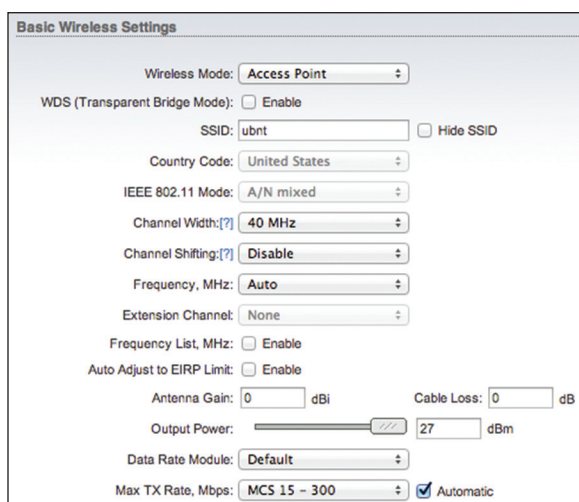 Basic Wireless Settings
Wireless Mode: Access Point
WDS (Transparent Bridge Mode): Enable
SSID: ubnt Hide SSID
Country Code: United States
IEEE 802.11 Mode: A/N mixed
Channel Width:[?] 40 MHz
Channel Shifting:[?] Disable
Frequency, MHz: Auto
Extension Channel: None
Frequency List, MHz: Enable
Auto Adjust to EIRP Limit: Enable
Antenna Gain: 0 dBi Cable Loss: 0 dB
Output Power: 27 dBm
Data Rate Module: Default
Max TX Rate, Mbps: MCS 15 – 300 Automatic